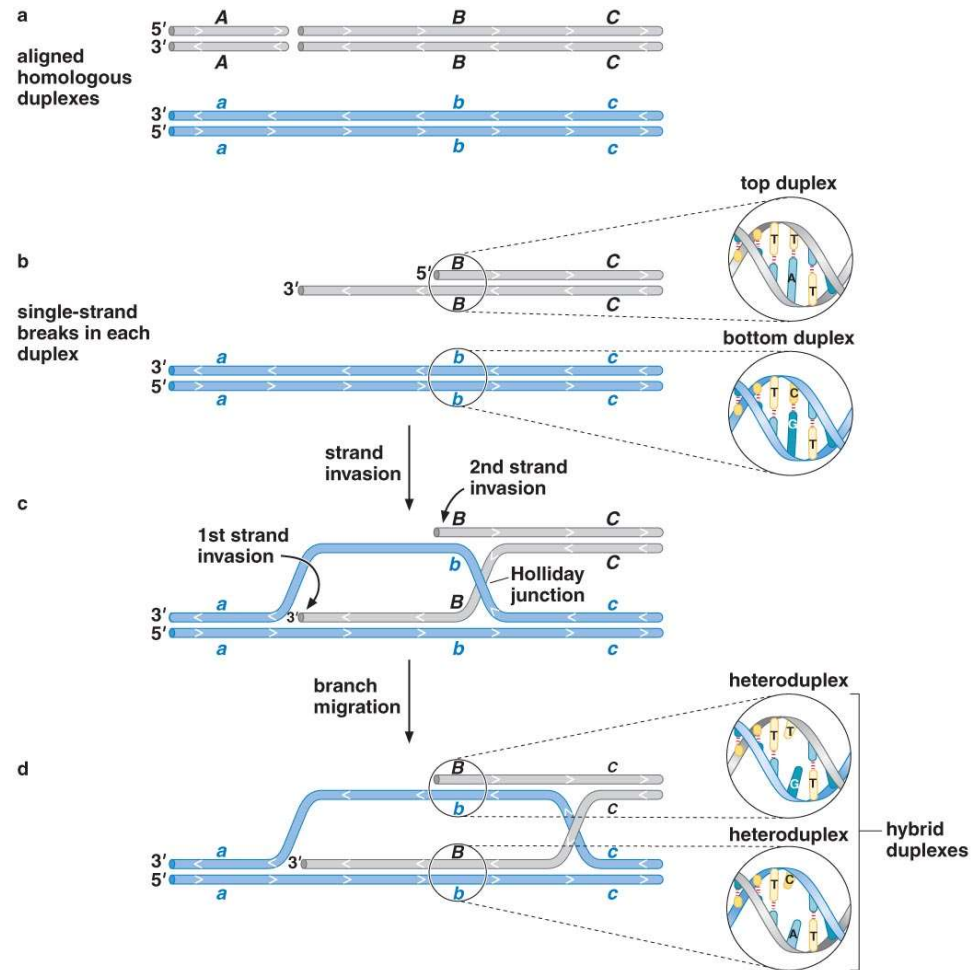 a
A B C
5′
3′
A B C
aligned
homologous
duplexes
a b c
3′
5′
a b c
top duplex
T T
A T
b
B C
5′
3′
B C
single-strand
breaks in each
duplex
bottom duplex
T C
G T
a b c
3′
5′
a b c
strand
invasion
2nd strand
invasion
c
B C
1st strand
invasion
b C
Holliday
junction
a B c
3′ 3′
5′
a b c
branch
migration
heteroduplex
T T
G T
d
B C
b C
hybrid
duplexes
heteroduplex
T C
A T
a B c
3′ 3′
5′
a b c